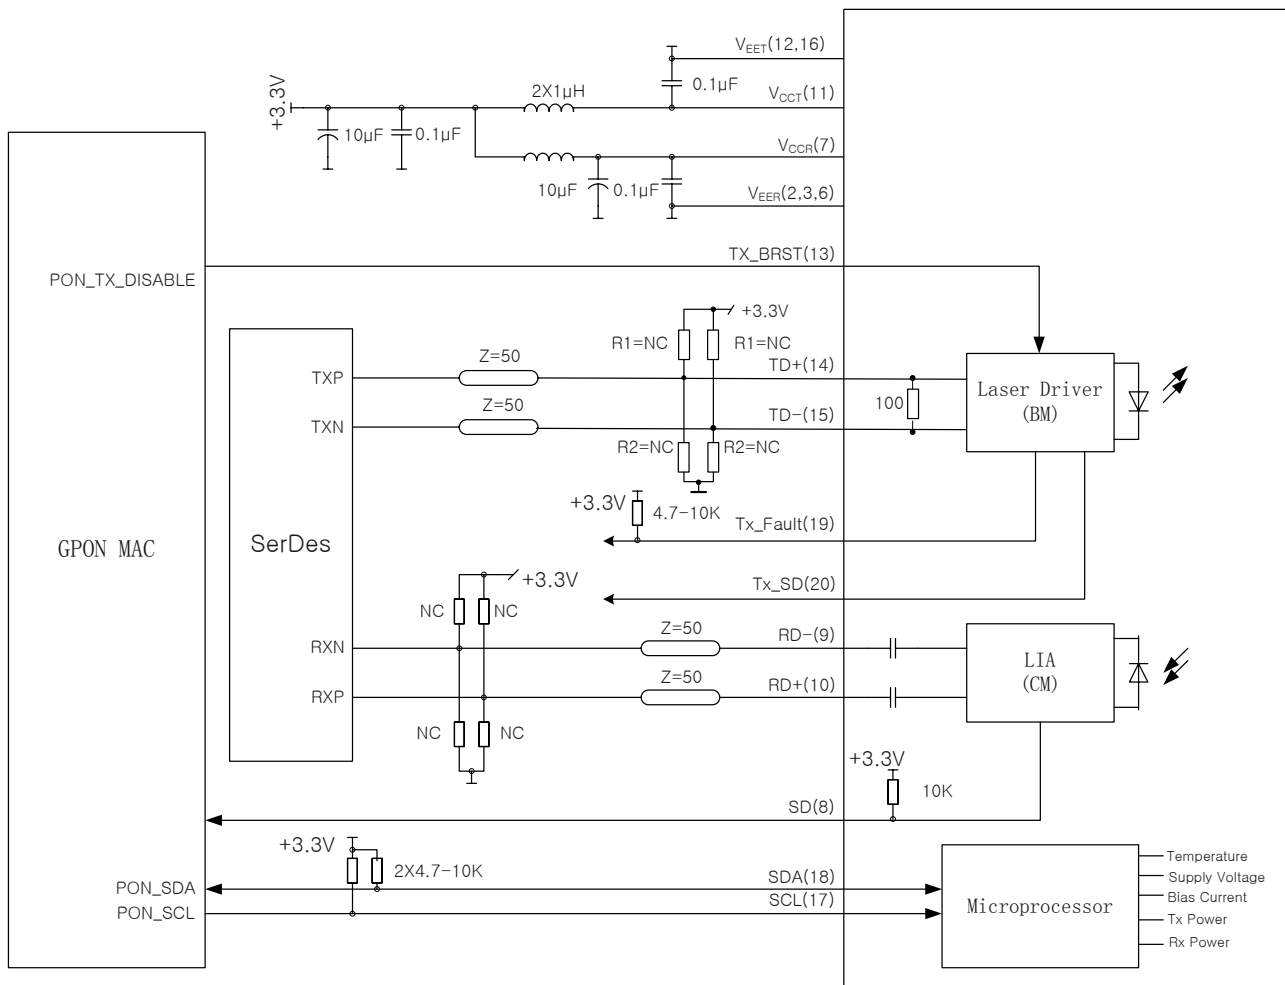 V_EET(12,16)
+3.3V
2X1μH
0.1μF
V_CCT(11)
10μF
0.1μF
V_CCR(7)
10μF
0.1μF
V_EER(2,3,6)
TX_BRST(13)
PON_TX_DISABLE
+3.3V
R1=NC
R1=NC
TXP
Z=50
TD+(14)
TXN
Z=50
TD-(15)
100
Laser Driver
(BM)
R2=NC
R2=NC
+3.3V
4.7-10K
Tx_Fault(19)
GPON MAC
SerDes
+3.3V
Tx_SD(20)
NC
NC
RXN
Z=50
RD-(9)
RXP
Z=50
RD+(10)
LIA
(CM)
NC
NC
+3.3V
10K
SD(8)
+3.3V
2X4.7-10K
PON_SDA
SDA(18)
PON_SCL
SCL(17)
Microprocessor
Temperature
Supply Voltage
Bias Current
Tx Power
Rx Power